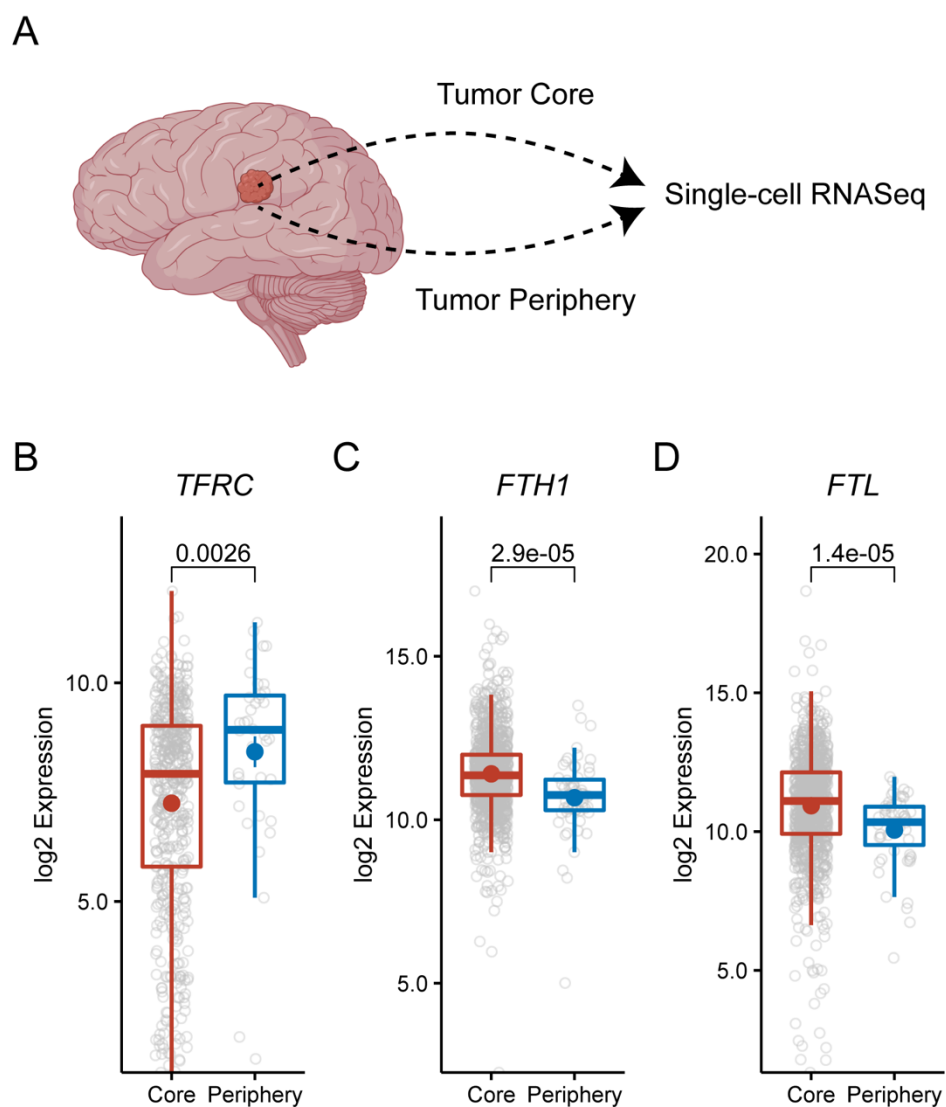 A
Tumor Core
Single-cell RNASeq
Tumor Periphery
B
TFRC
0.0026
log2 Expression
10.0
5.0
Core Periphery
C
FTH1
2.9e-05
log2 Expression
15.0
10.0
5.0
Core Periphery
D
FTL
1.4e-05
log2 Expression
20.0
15.0
10.0
5.0
Core Periphery